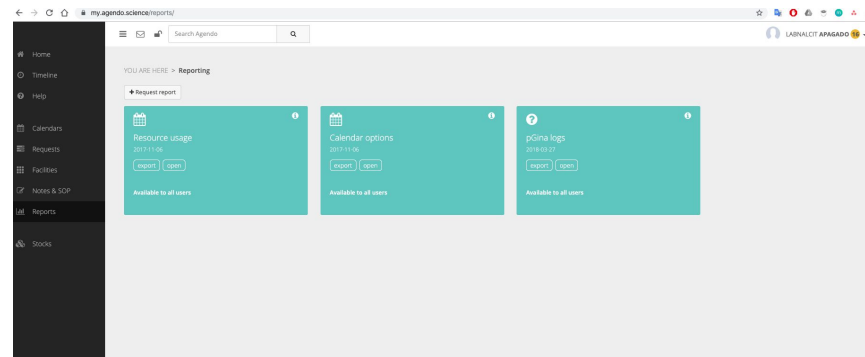 my.agendo.science/reports/
Search Agendo
LABNALCIT APAGADO 16
Home
Timeline
Help
Calendars
Requests
Facilities
Notes & SOP
Reports
Stocks
YOU ARE HERE > Reporting
+ Request report
Resource usage
2017-11-06
export open
Available to all users
Calendar options
2017-11-06
export open
Available to all users
pGina logs
2018-03-27
export open
Available to all users